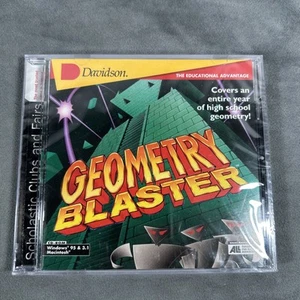 Davidson.
THE EDUCATIONAL ADVANTAGE
Covers an
entire year
of high school
geometry!
GEOMETRY
BLASTER
Scholastic Clubs and Fairs
CD-ROM
Windows® 95 & 3.1
Macintosh®